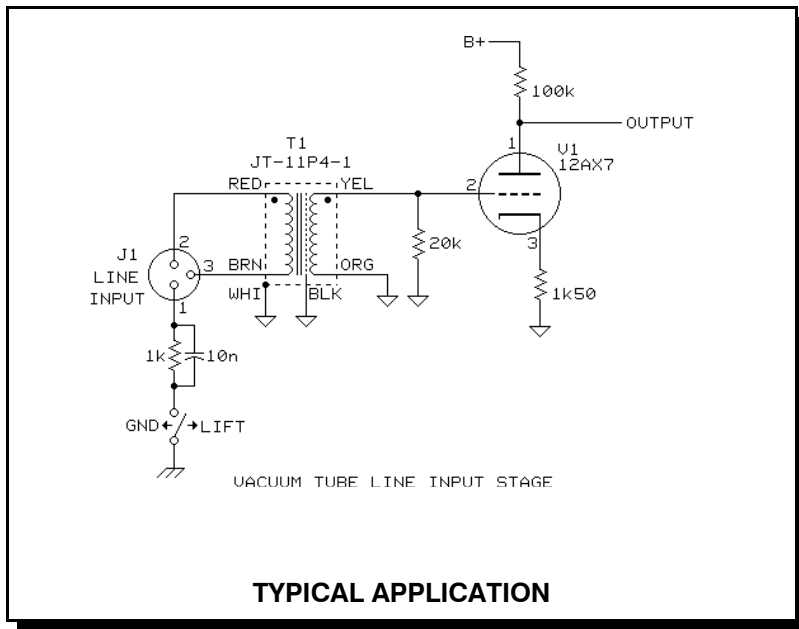 B+
100k
OUTPUT
1
V1
12AX7
T1
JT-11P4-1
RED
YEL
2
2
J1
LINE
INPUT
3
BRN
ORG
20k
3
WHI
BLK
1k50
1
1k
10n
GND
LIFT
VACUUM TUBE LINE INPUT STAGE
TYPICAL APPLICATION